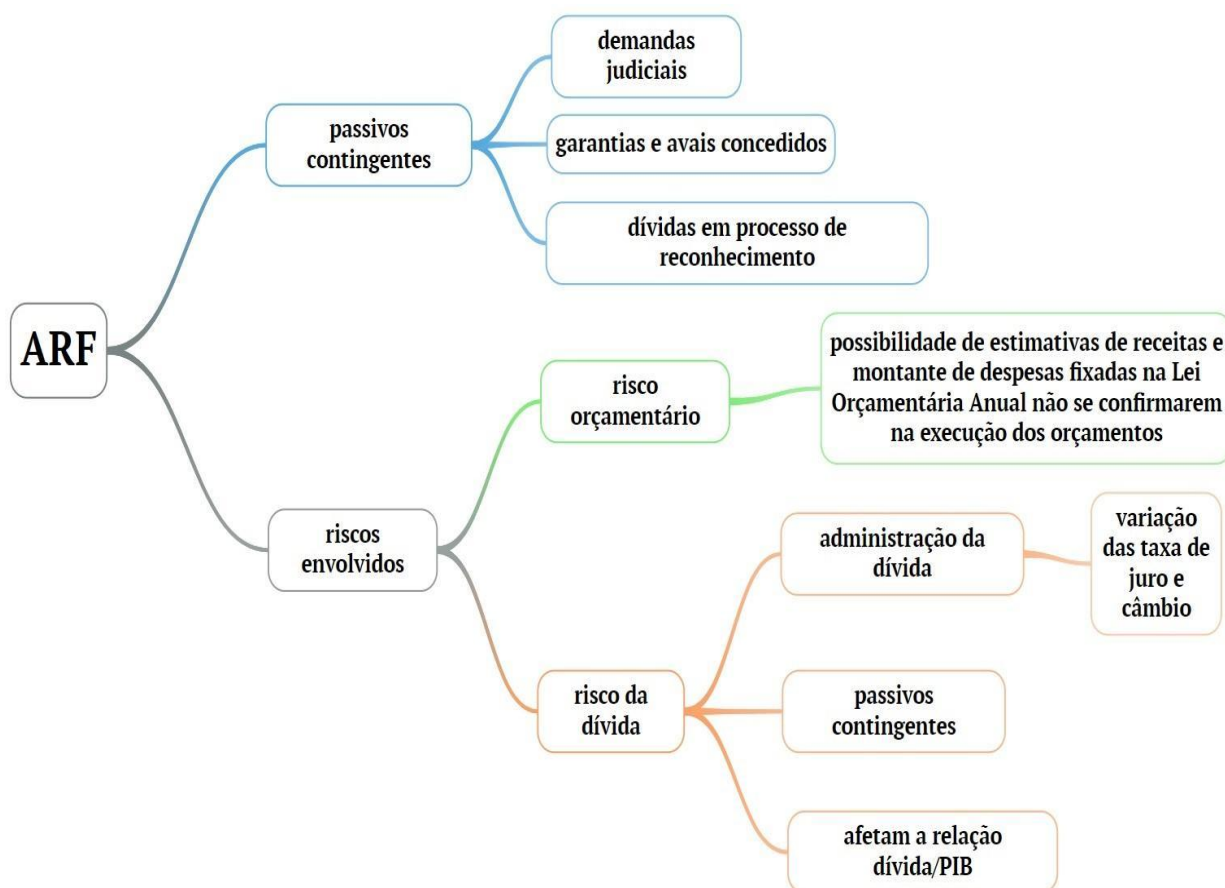 ARF
passivos
contingentes
demandas
judiciais
garantias e avais concedidos
dívidas em processo de
reconhecimento
riscos
envolvidos
risco
orçamentário
possibilidade de estimativas de receitas e
montante de despesas fixadas na Lei
Orçamentária Anual não se confirmarem
na execução dos orçamentos
risco da
dívida
administração da
dívida
variação
das taxa de
juro e
câmbio
passivos
contingentes
afetam a relação
dívida/PIB